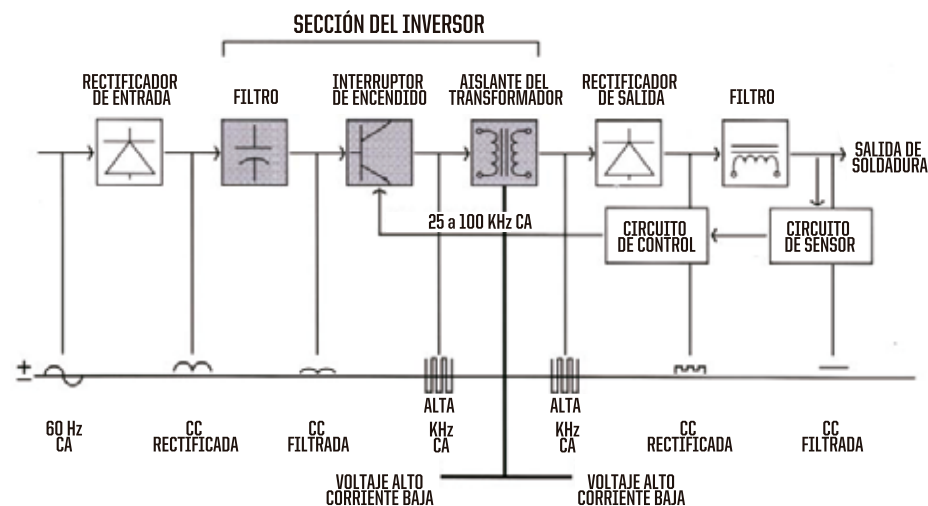 SECCIÓN DEL INVERSOR
RECTIFICADOR
DE ENTRADA
FILTRO
INTERRUPTOR
DE ENCENDIDO
AISLANTE DEL
TRANSFORMADOR
RECTIFICADOR
DE SALIDA
FILTRO
SALIDA DE
SOLDADURA
25 a 100 KHz CA
CIRCUITO
DE CONTROL
CIRCUITO
DE SENSOR
+
−
60 Hz
CA
CC
RECTIFICADA
CC
FILTRADA
ALTA
KHz
CA
ALTA
KHz
CA
CC
RECTIFICADA
CC
FILTRADA
VOLTAJE ALTO
CORRIENTE BAJA
VOLTAJE ALTO
CORRIENTE BAJA